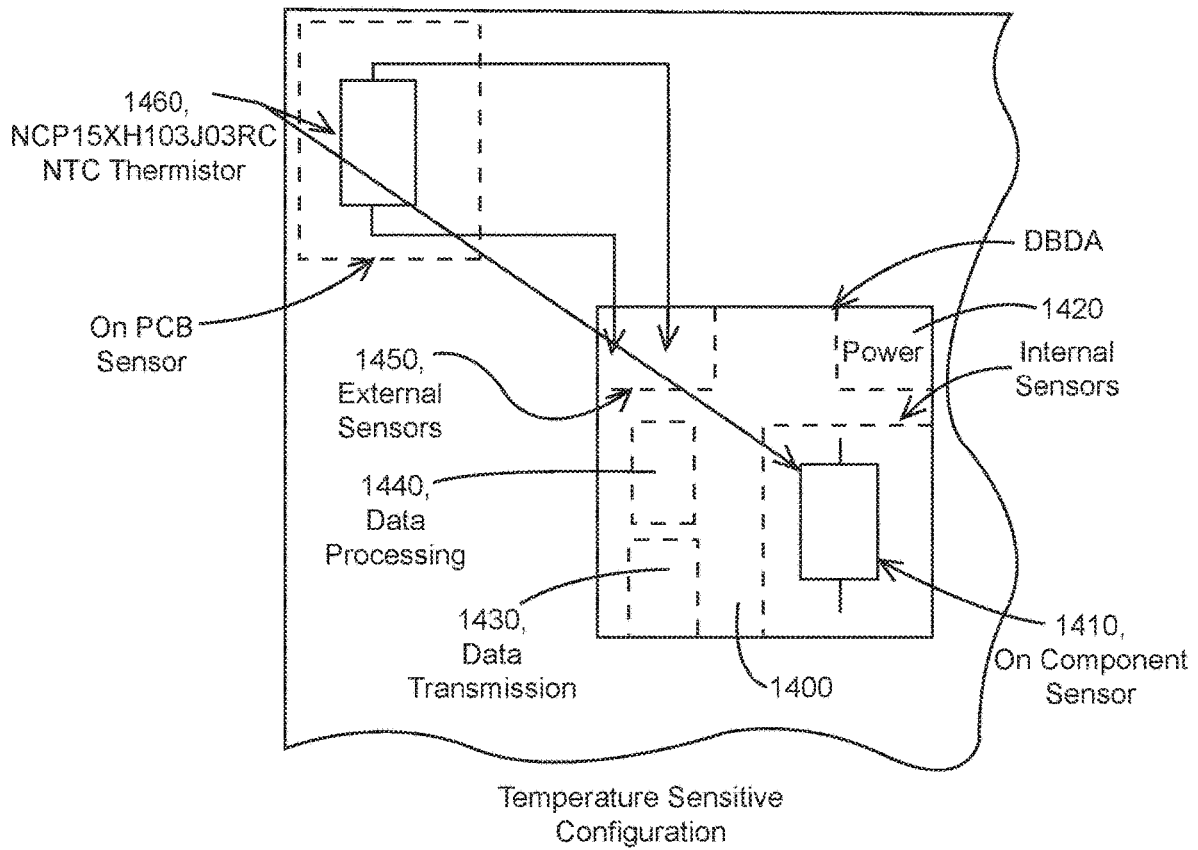 1460,
NCP15XH103J03RC
NTC Thermistor
On PCB
Sensor
DBDA
1420
Power
Internal
Sensors
1450,
External
Sensors
1440,
Data
Processing
1430,
Data
Transmission
1400
1410,
On Component
Sensor
Temperature Sensitive
Configuration